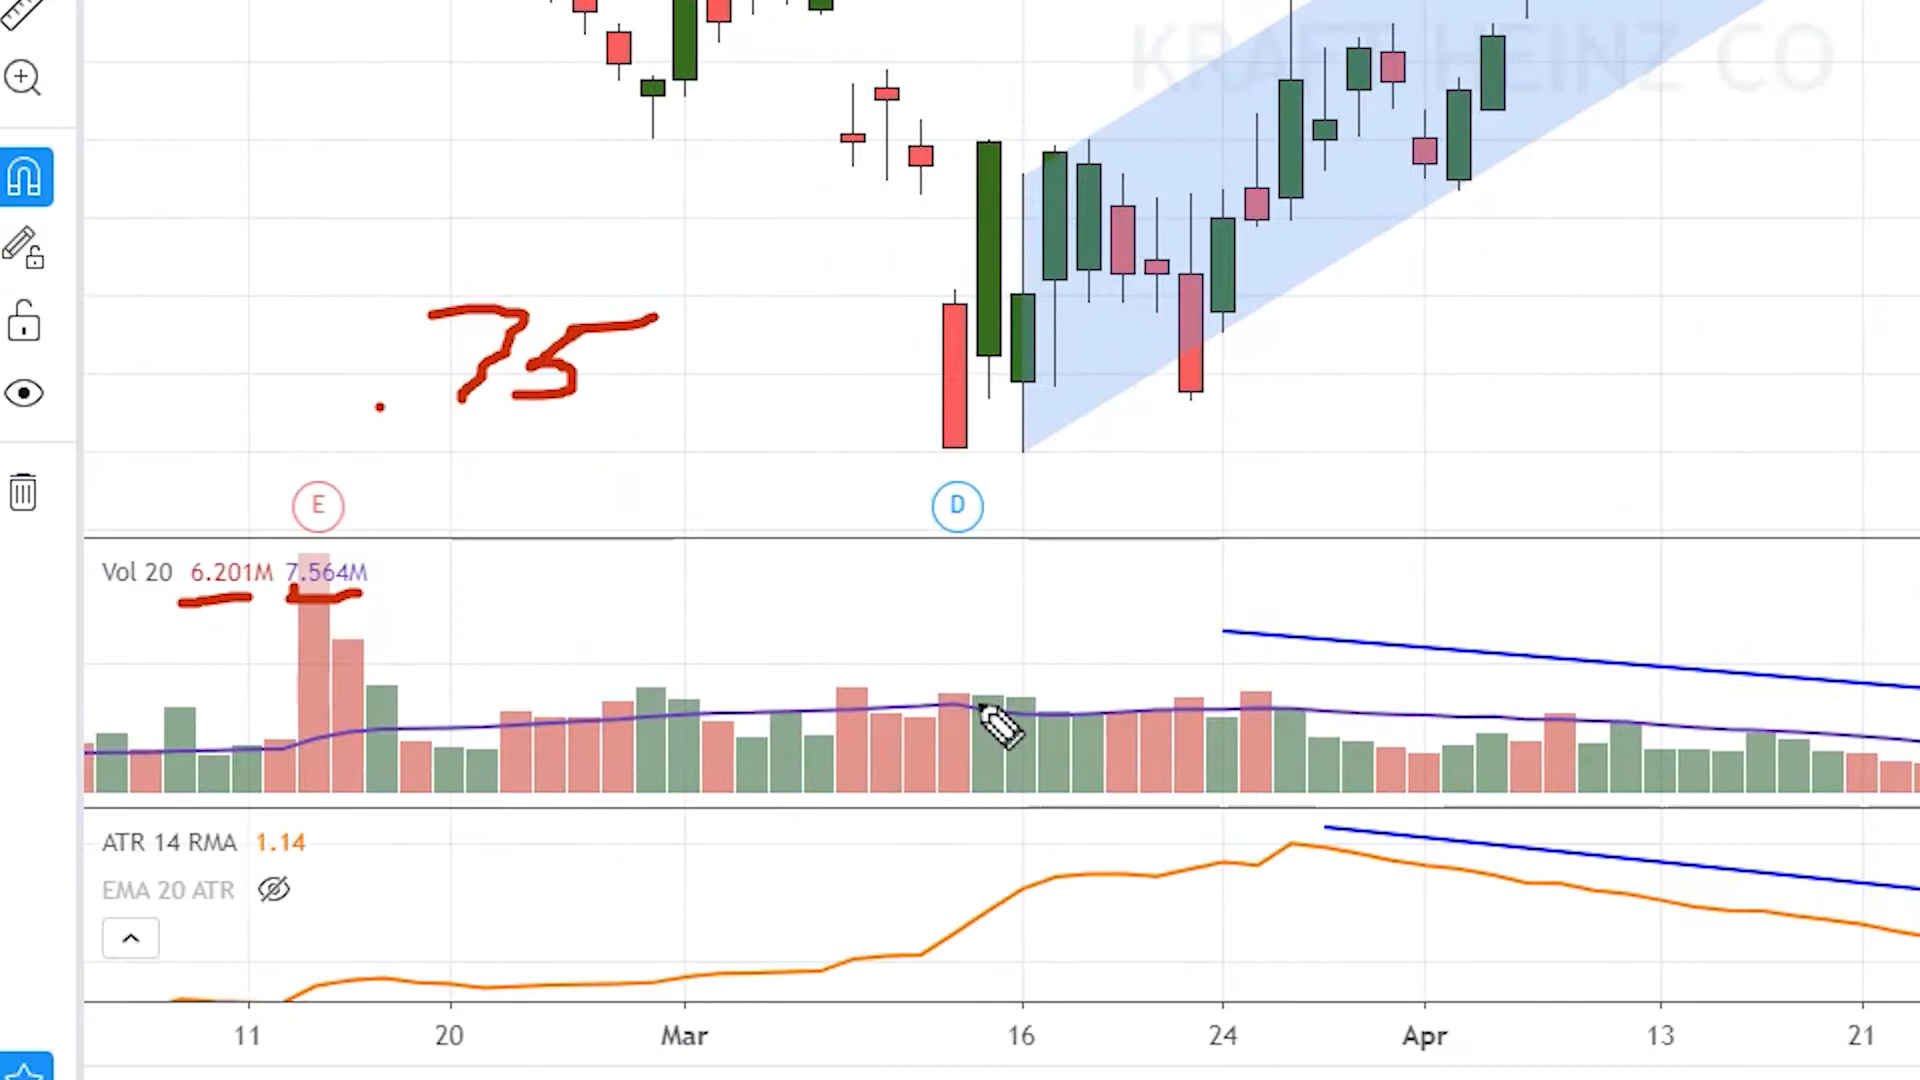 KRAFT HEINZ CO
.75
E
D
Vol 20 6.201M 7.564M
ATR 14 RMA 1.14
EMA 20 ATR
11 20 Mar 16 24 Apr 13 21